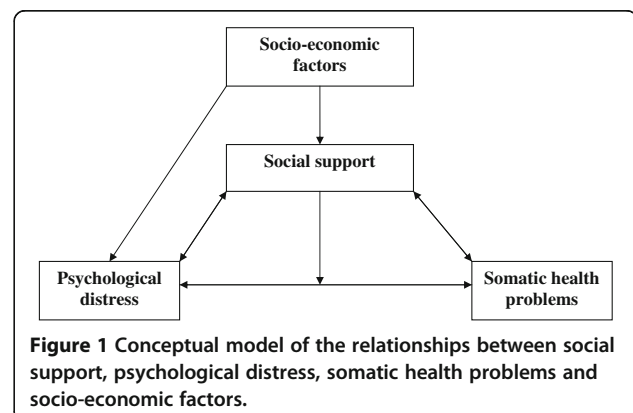 Socio-economic
factors
Social support
Psychological
distress
Somatic health
problems
Figure 1 Conceptual model of the relationships between social
support, psychological distress, somatic health problems and
socio-economic factors.